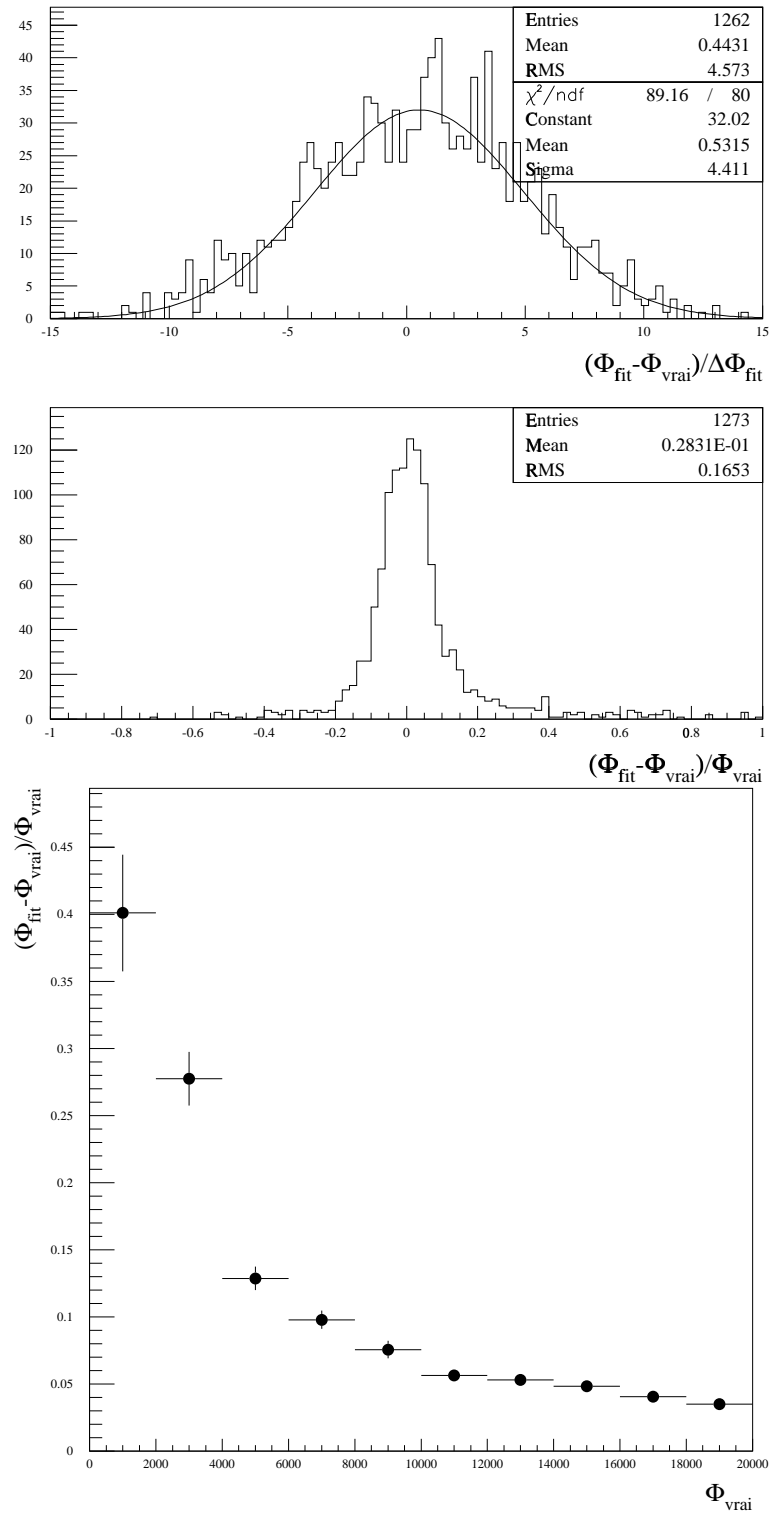 45
40
35
30
25
20
15
10
5
0
Entries 1262
Mean 0.4431
RMS 4.573
χ²/ndf 89.16 / 80
Constant 32.02
Mean 0.5315
Sigma 4.411
-15 -10 -5 0 5 10 15
(Φfit-Φvrai)/ΔΦfit
120
100
80
60
40
20
0
Entries 1273
Mean 0.2831E-01
RMS 0.1653
-1 -0.8 -0.6 -0.4 -0.2 0 0.2 0.4 0.6 0.8 1
(Φfit-Φvrai)/Φvrai
(Φfit-Φvrai)/Φvrai
0.45
0.4
0.35
0.3
0.25
0.2
0.15
0.1
0.05
0
0 2000 4000 6000 8000 10000 12000 14000 16000 18000 20000
Φvrai